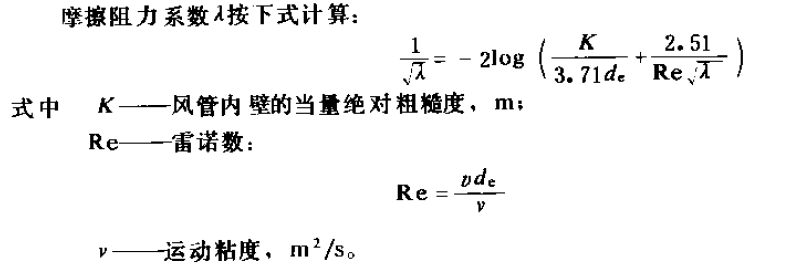 摩擦阻力系数λ按下式计算:
1/√λ = - 2log ( K/3.71dₑ + 2.51/Re√λ )
式中 K——风管内壁的当量绝对粗糙度, m;
Re——雷诺数:
Re = vdₑ/ν
ν——运动粘度, m²/s。